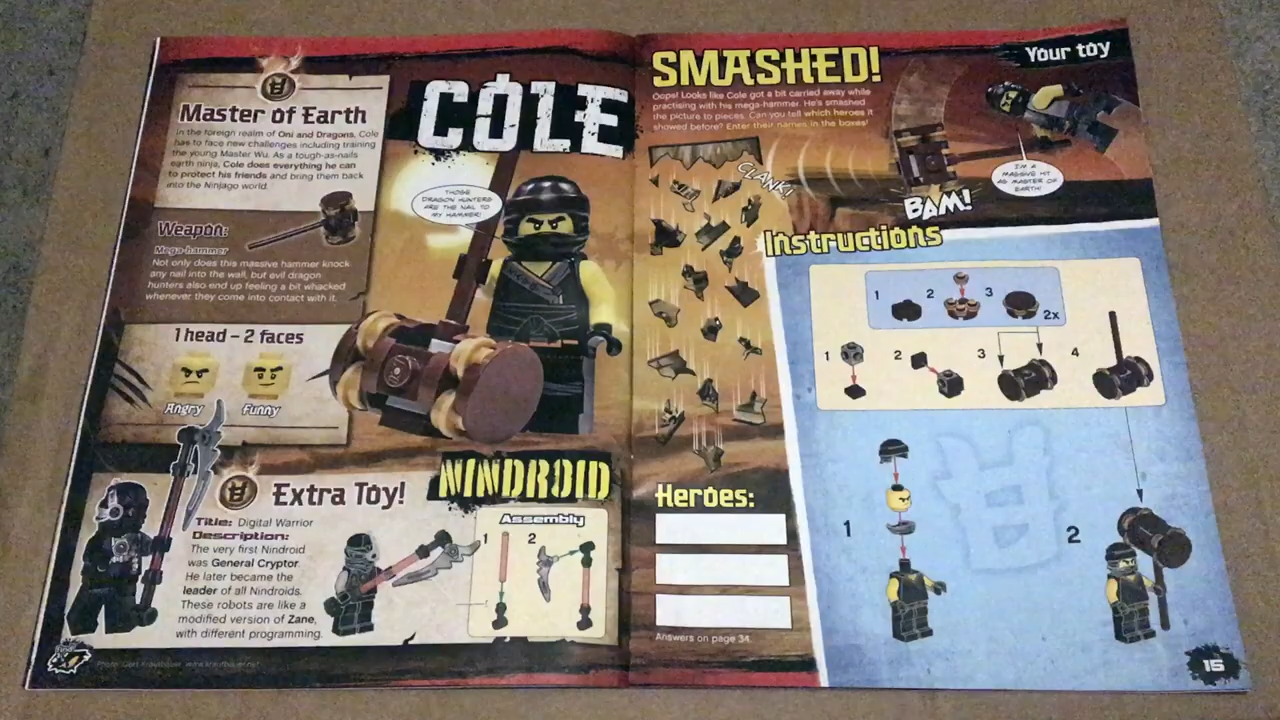 Master of Earth
In the foreign realm of Oni and Dragons, Cole
has to face new challenges including training
the young Master Wu. As a tough-as-nails
earth ninja, Cole does everything he can
to protect his friends and bring them back
into the Ninjago world.
COLE
THOSE
DRAGON HUNTERS
ARE THE NAIL TO
MY HAMMER!
Weapon:
Mega-hammer
Not only does this massive hammer knock
any nail into the wall, but evil dragon
hunters also end up feeling a bit whacked
whenever they come into contact with it.
1 head – 2 faces
Angry
Funny
Extra Toy!
NINDROID
Title: Digital Warrior
Description:
The very first Nindroid
was General Cryptor.
He later became the
leader of all Nindroids.
These robots are like a
modified version of Zane,
with different programming.
Assembly
1
2
SMASHED!
Oops! Looks like Cole got a bit carried away while
practising with his mega-hammer. He's smashed
the picture to pieces. Can you tell which heroes it
showed before? Enter their names in the boxes!
Your toy
CLANK!
BAM!
I'M A
MASSIVE HIT
AS MASTER OF
EARTH!
Instructions
1
2
3
2x
1
2
3
4
1
2
Heroes:
Answers on page 34.
15